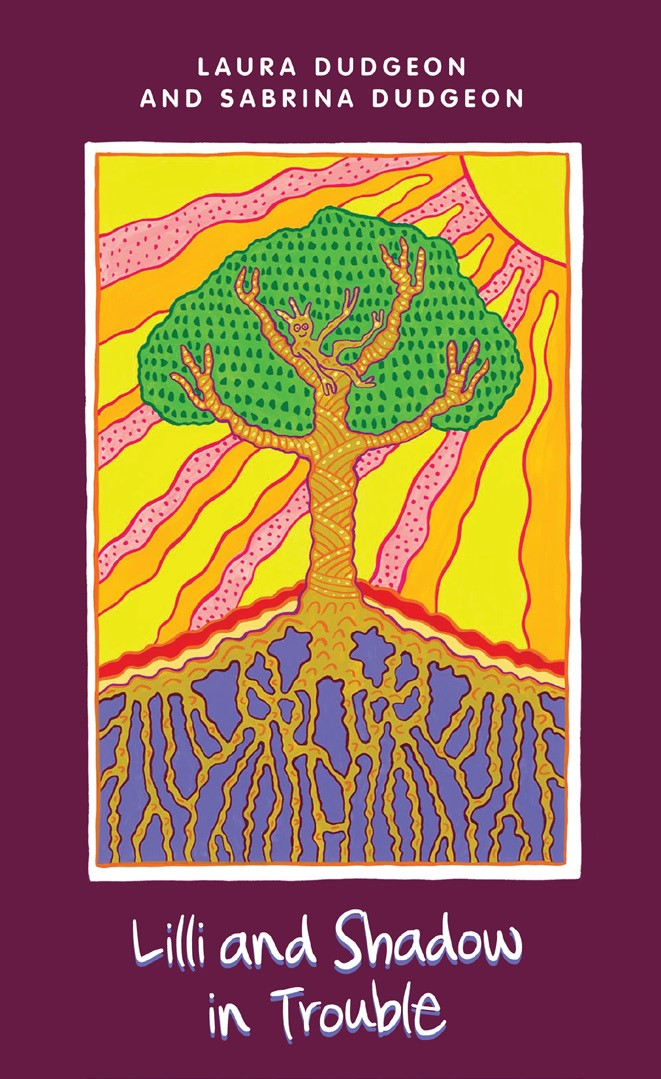 LAURA DUDGEON
AND SABRINA DUDGEON
Lilli and Shadow
in Trouble